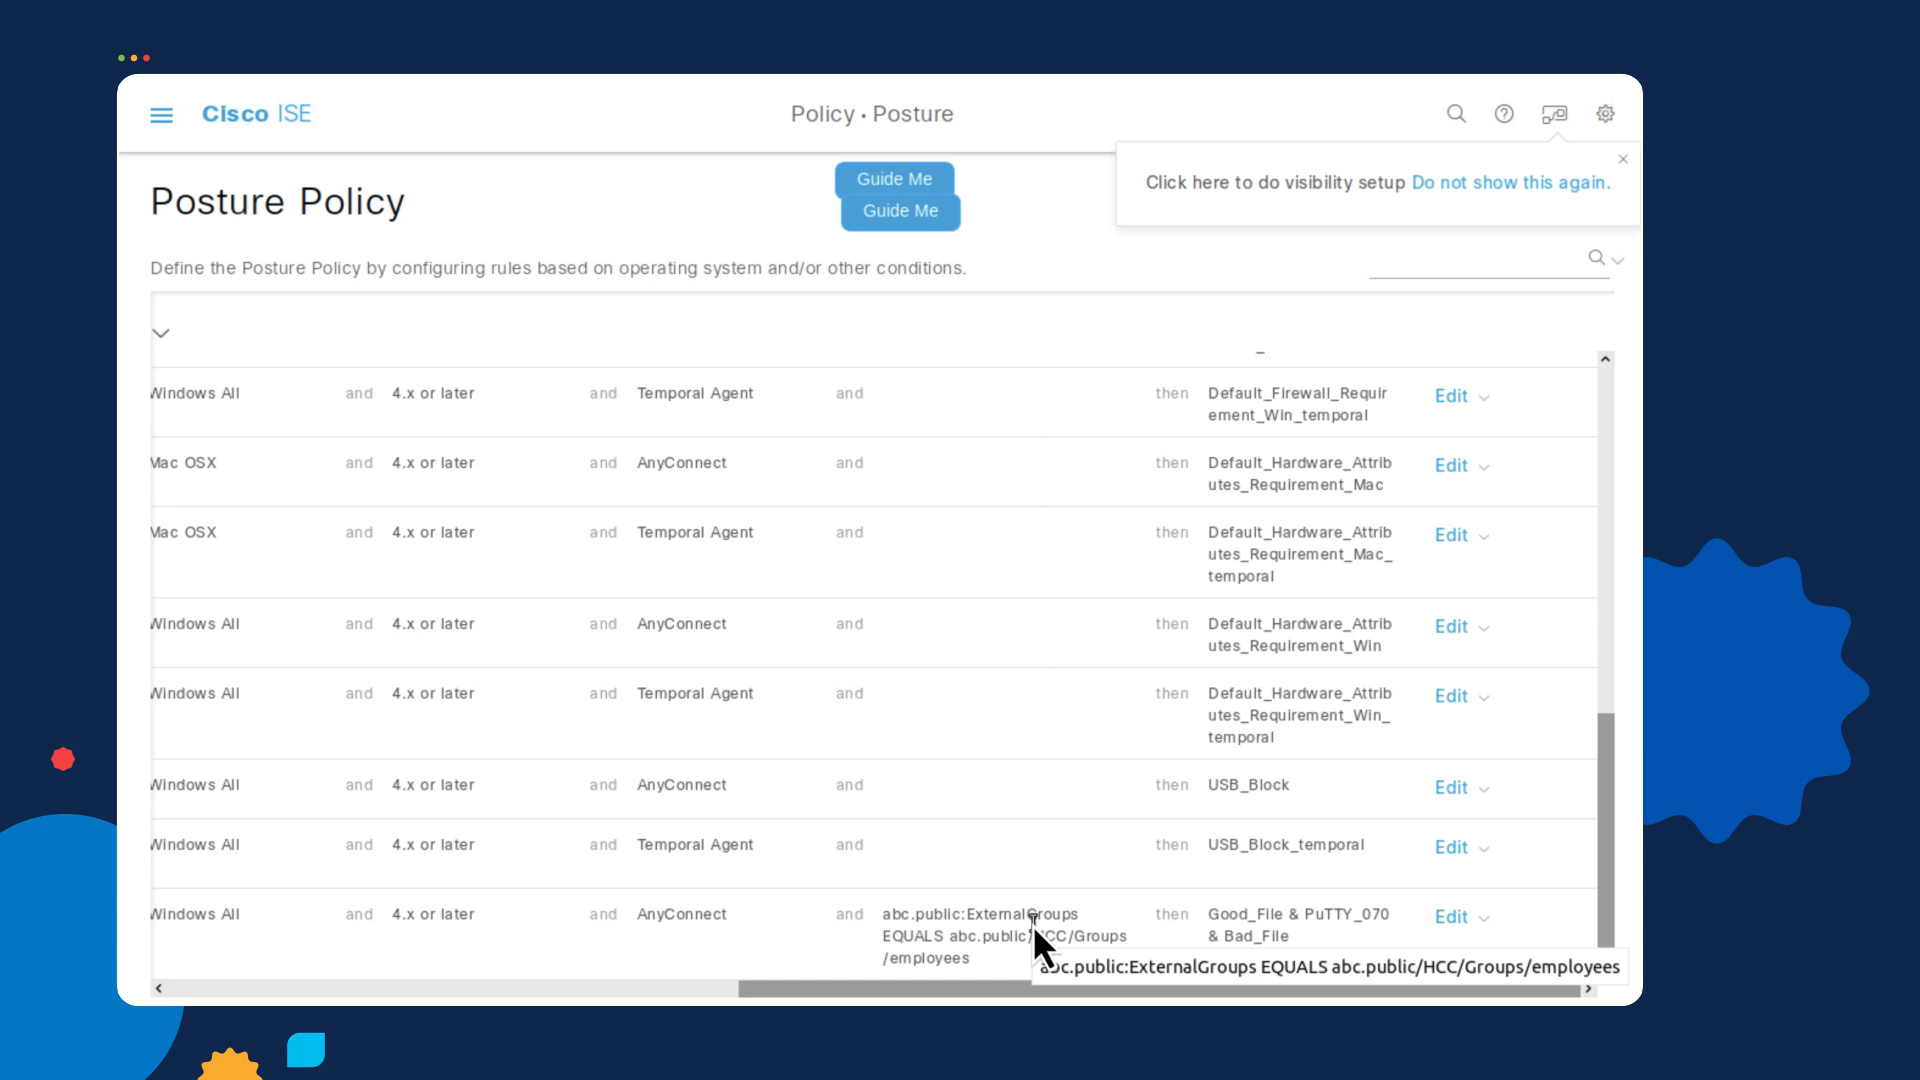 Cisco ISE
Policy • Posture
Click here to do visibility setup Do not show this again.
Guide Me
Guide Me
Posture Policy
Define the Posture Policy by configuring rules based on operating system and/or other conditions.
Windows All and 4.x or later and Temporal Agent and then Default_Firewall_Requir Edit
ement_Win_temporal
Mac OSX and 4.x or later and AnyConnect and then Default_Hardware_Attrib Edit
utes_Requirement_Mac
Mac OSX and 4.x or later and Temporal Agent and then Default_Hardware_Attrib Edit
utes_Requirement_Mac_
temporal
Windows All and 4.x or later and AnyConnect and then Default_Hardware_Attrib Edit
utes_Requirement_Win
Windows All and 4.x or later and Temporal Agent and then Default_Hardware_Attrib Edit
utes_Requirement_Win_
temporal
Windows All and 4.x or later and AnyConnect and then USB_Block Edit
Windows All and 4.x or later and Temporal Agent and then USB_Block_temporal Edit
Windows All and 4.x or later and AnyConnect and abc.public:ExternalGroups then Good_File & PuTTY_070 Edit
EQUALS abc.public/HCC/Groups & Bad_File
/employees
abc.public:ExternalGroups EQUALS abc.public/HCC/Groups/employees